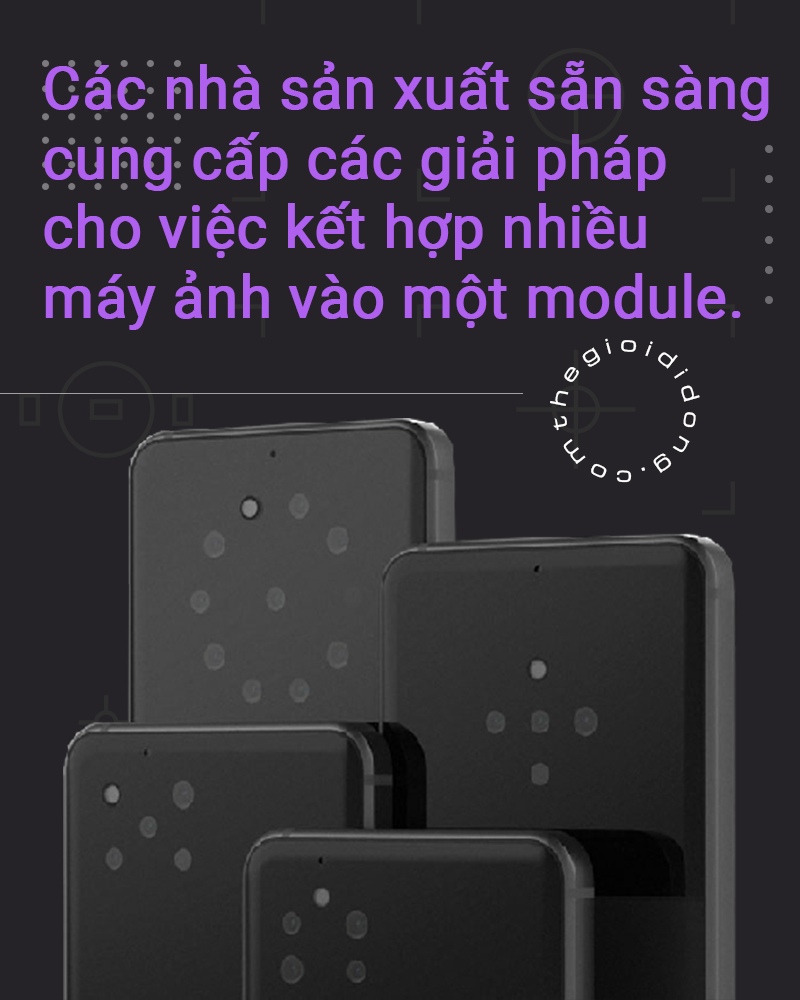 Các nhà sản xuất sẵn sàng
cung cấp các giải pháp
cho việc kết hợp nhiều
máy ảnh vào một module.
thegioididong.com